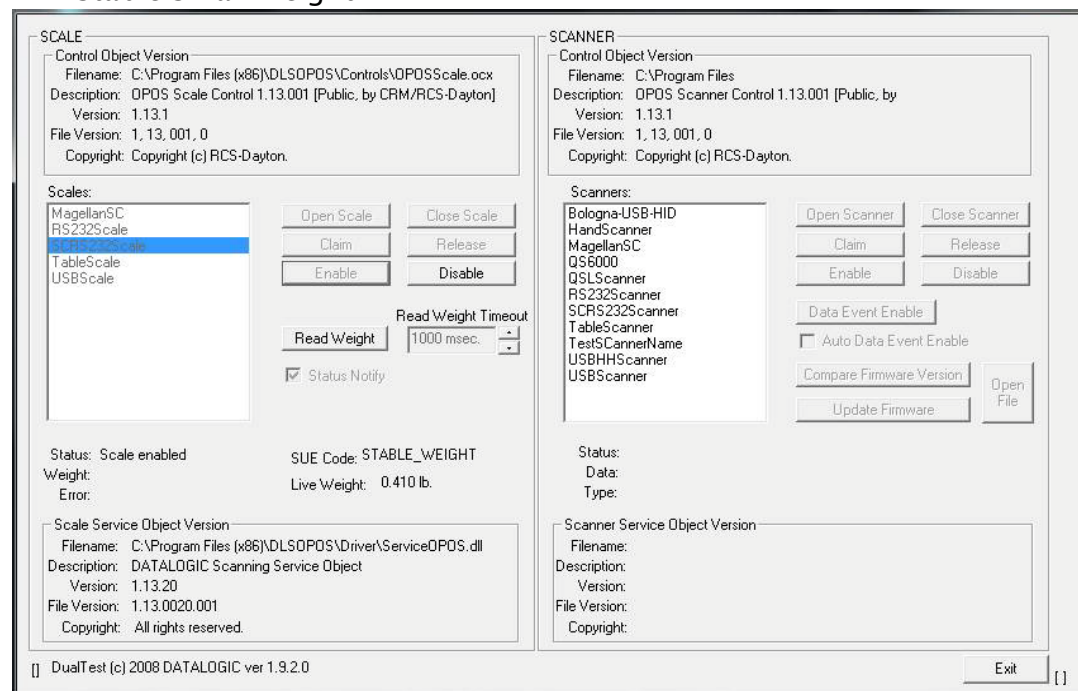 SCALE
Control Object Version
Filename: C:\Program Files (x86)\DLSOPOS\Controls\OPOSScale.ocx
Description: OPOS Scale Control 1.13.001 [Public, by CRM/RCS-Dayton]
Version: 1.13.1
File Version: 1, 13, 001, 0
Copyright: Copyright (c) RCS-Dayton.
Scales:
MagellanSC
RS232Scale
SCRS232Scale
TableScale
USBScale
Open Scale Close Scale
Claim Release
Enable Disable
Read Weight Timeout
Read Weight 1000 msec.
Status Notify
Status: Scale enabled
Weight:
Error:
SUE Code: STABLE_WEIGHT
Live Weight: 0.410 lb.
Scale Service Object Version
Filename: C:\Program Files (x86)\DLSOPOS\Driver\ServiceOPOS.dll
Description: DATALOGIC Scanning Service Object
Version: 1.13.20
File Version: 1.13.0020.001
Copyright: All rights reserved.
SCANNER
Control Object Version
Filename: C:\Program Files
Description: OPOS Scanner Control 1.13.001 [Public, by
Version: 1.13.1
File Version: 1, 13, 001, 0
Copyright: Copyright (c) RCS-Dayton.
Scanners:
Bologna-USB-HID
HandScanner
MagellanSC
QS6000
QSLScanner
RS232Scanner
SCRS232Scanner
TableScanner
TestSCannerName
USBHHScanner
USBScanner
Open Scanner Close Scanner
Claim Release
Enable Disable
Data Event Enable
Auto Data Event Enable
Compare Firmware Version
Update Firmware
Open
File
Status:
Data:
Type:
Scanner Service Object Version
Filename:
Description:
Version:
File Version:
Copyright:
[] DualTest (c) 2008 DATALOGIC ver 1.9.2.0
Exit
[ ]